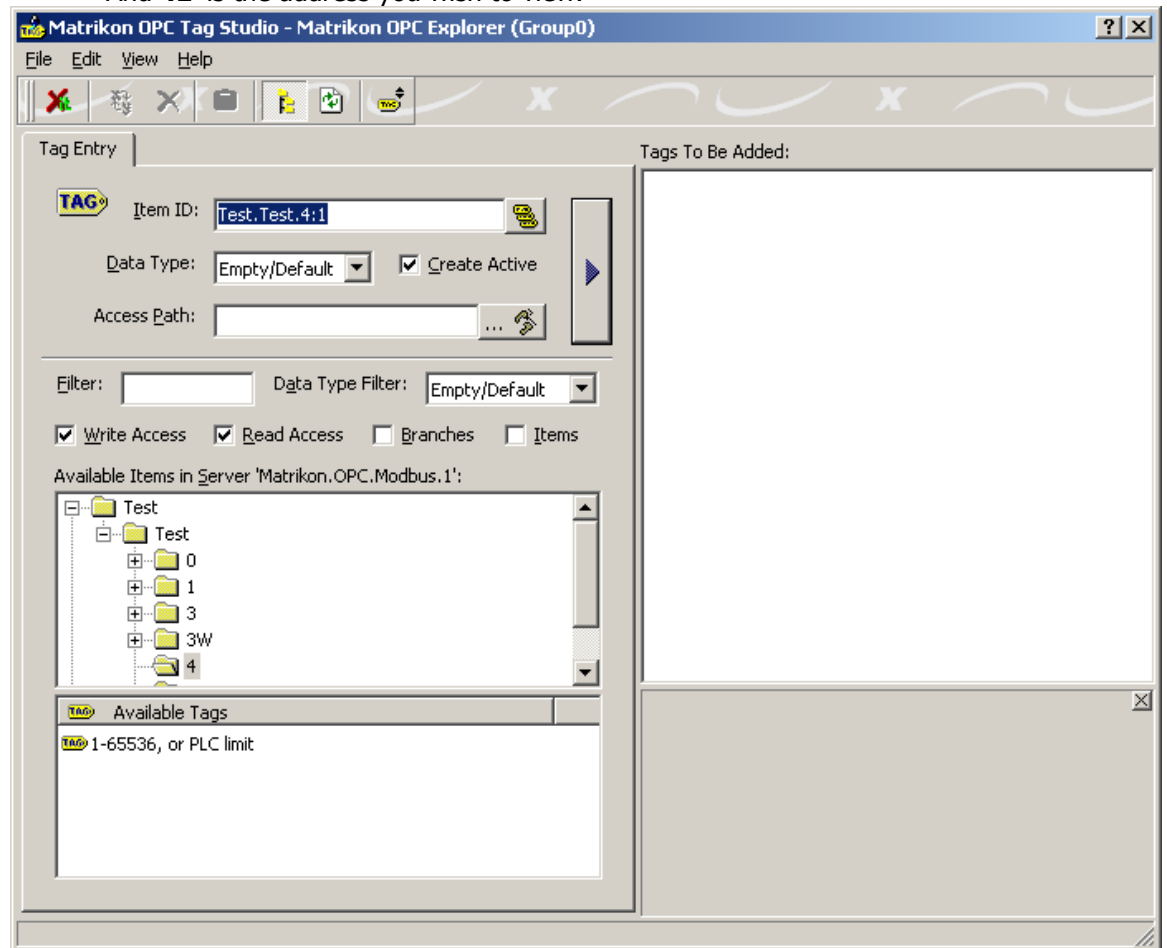 Matrikon OPC Tag Studio - Matrikon OPC Explorer (Group0)
File Edit View Help
Tag Entry
Tags To Be Added:
TAG
Item ID: Test.Test.4:1
Data Type: Empty/Default Create Active
Access Path: ...
Filter: Data Type Filter: Empty/Default
Write Access Read Access Branches Items
Available Items in Server 'Matrikon.OPC.Modbus.1':
Test
Test
0
1
3
3W
4
TAG Available Tags
TAG 1-65536, or PLC limit